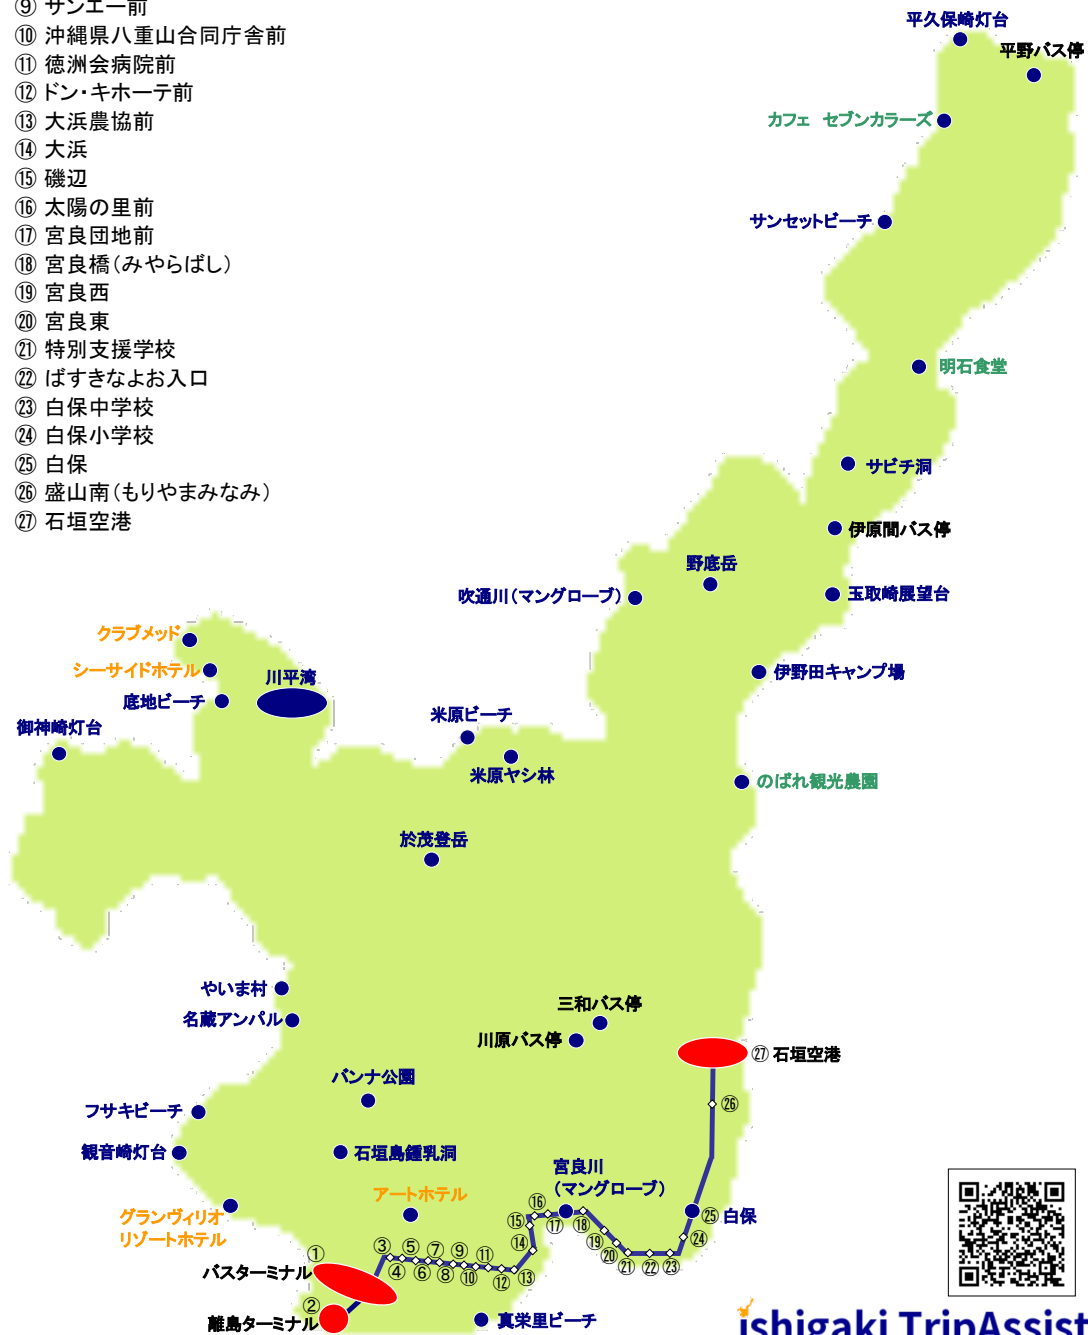 ⑨ サンエー前
⑩ 沖縄県八重山合同庁舎前
⑪ 徳洲会病院前
⑫ ドン・キホーテ前
⑬ 大浜農協前
⑭ 大浜
⑮ 磯辺
⑯ 太陽の里前
⑰ 宮良団地前
⑱ 宮良橋(みやらばし)
⑲ 宮良西
⑳ 宮良東
㉑ 特別支援学校
㉒ ばすきなよお入口
㉓ 白保中学校
㉔ 白保小学校
㉕ 白保
㉖ 盛山南(もりやまみなみ)
㉗ 石垣空港
平久保崎灯台
平野バス停
カフェ セブンカラーズ
サンセットビーチ
明石食堂
サビチ洞
伊原間バス停
野底岳
吹通川(マングローブ)
玉取崎展望台
クラブメッド
シーサイドホテル
川平湾
伊野田キャンプ場
底地ビーチ
御神崎灯台
米原ビーチ
米原ヤシ林
のばれ観光農園
於茂登岳
やいま村
名蔵アンパル
三和バス停
川原バス停
㉗ 石垣空港
バンナ公園
㉖
フサキビーチ
観音崎灯台
石垣島鍾乳洞
宮良川
(マングローブ)
アートホテル
グランヴィリオ
リゾートホテル
⑯
⑮
⑰
⑱
㉕ 白保
⑲
⑳
㉔
⑭
㉑
㉒
㉓
①
③
⑤
⑦
⑨
⑪
④
⑥
⑧
⑩
⑫
⑬
バスターミナル
②
離島ターミナル
真栄里ビーチ
ishigaki TripAssist